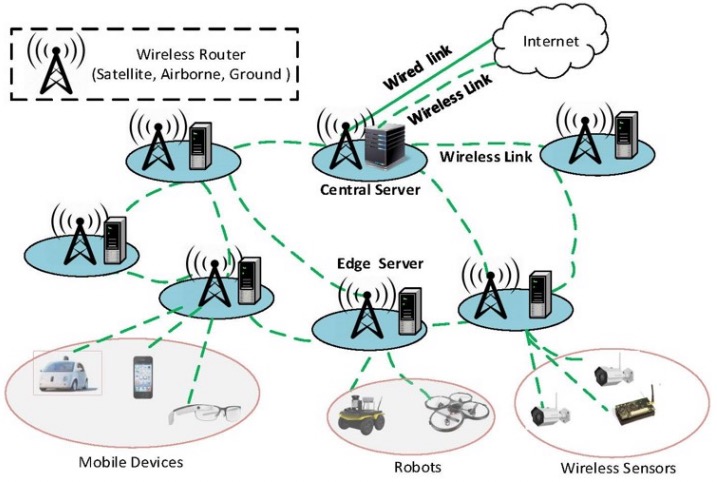 Wireless Router
(Satellite, Airborne, Ground )
Internet
Wired link
Wireless Link
Wireless Link
Central Server
Edge Server
Mobile Devices
Robots
Wireless Sensors